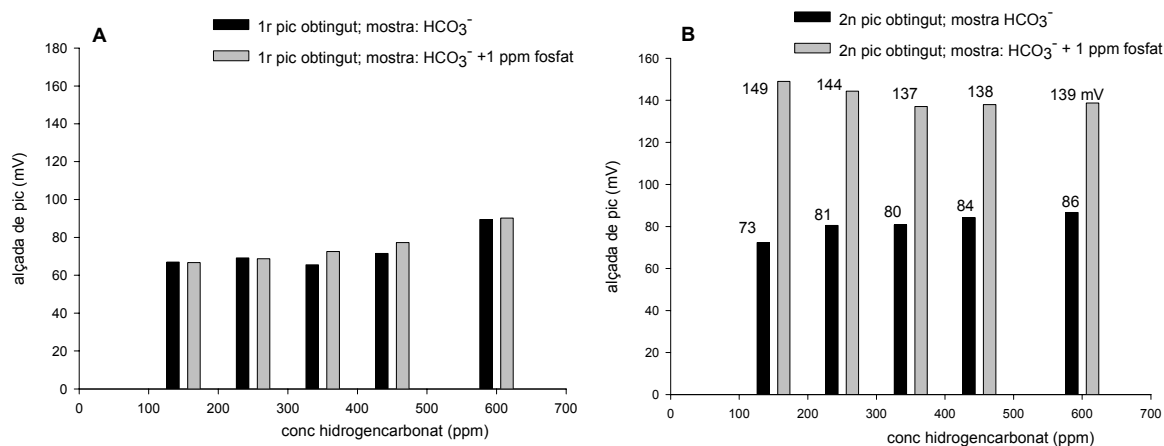 A
1r pic obtingut; mostra: HCO3⁻
1r pic obtingut; mostra: HCO3⁻ +1 ppm fosfat
alçada de pic (mV)
180
160
140
120
100
80
60
40
20
0
0 100 200 300 400 500 600 700
conc hidrogencarbonat (ppm)
B
2n pic obtingut; mostra HCO3⁻
2n pic obtingut; mostra: HCO3⁻ + 1 ppm fosfat
alçada de pic (mV)
160
140
120
100
80
60
40
20
0
149 144 137 138 139 mV
73 81 80 84 86
0 100 200 300 400 500 600 700
conc hidrogencarbonat (ppm)